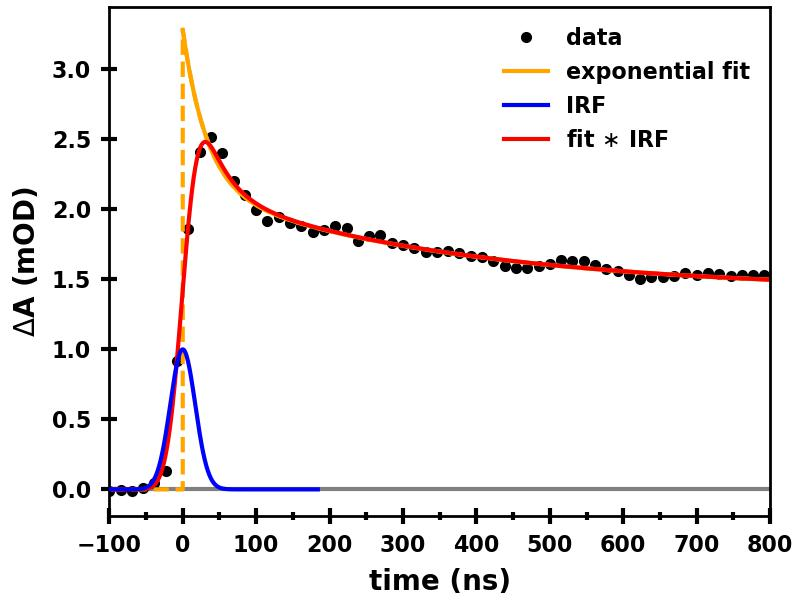 data
exponential fit
IRF
fit ∗ IRF
3.0
2.5
2.0
1.5
1.0
0.5
0.0
ΔA (mOD)
−100 0 100 200 300 400 500 600 700 800
time (ns)